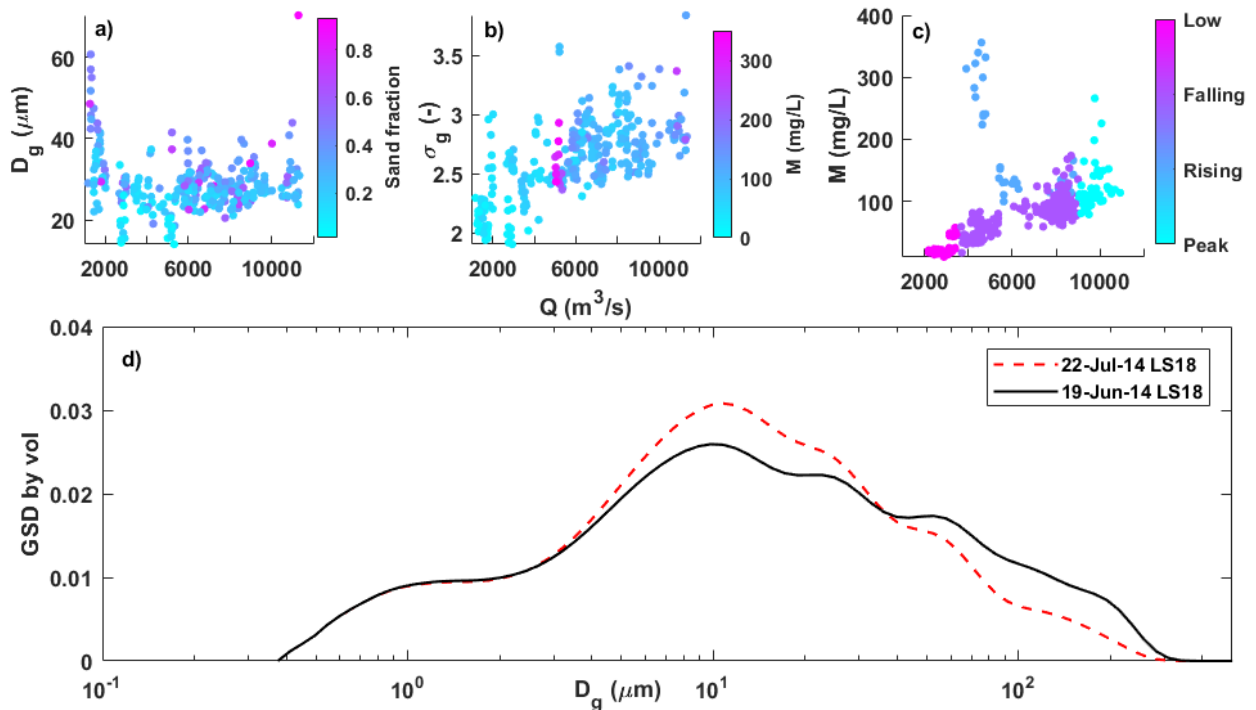 a)
60
40
20
D_g (μm)
2000 6000 10000
0.8
0.6
0.4
0.2
Sand fraction
b)
3.5
3
2.5
2
σ_g (-)
2000 6000 10000
Q (m³/s)
300
200
100
0
M (mg/L)
c)
400
300
200
100
M (mg/L)
2000 6000 10000
Low
Falling
Rising
Peak
d)
0.04
0.03
0.02
0.01
0
GSD by vol
10⁻¹ 10⁰ 10¹ 10²
D_g (μm)
22-Jul-14 LS18
19-Jun-14 LS18